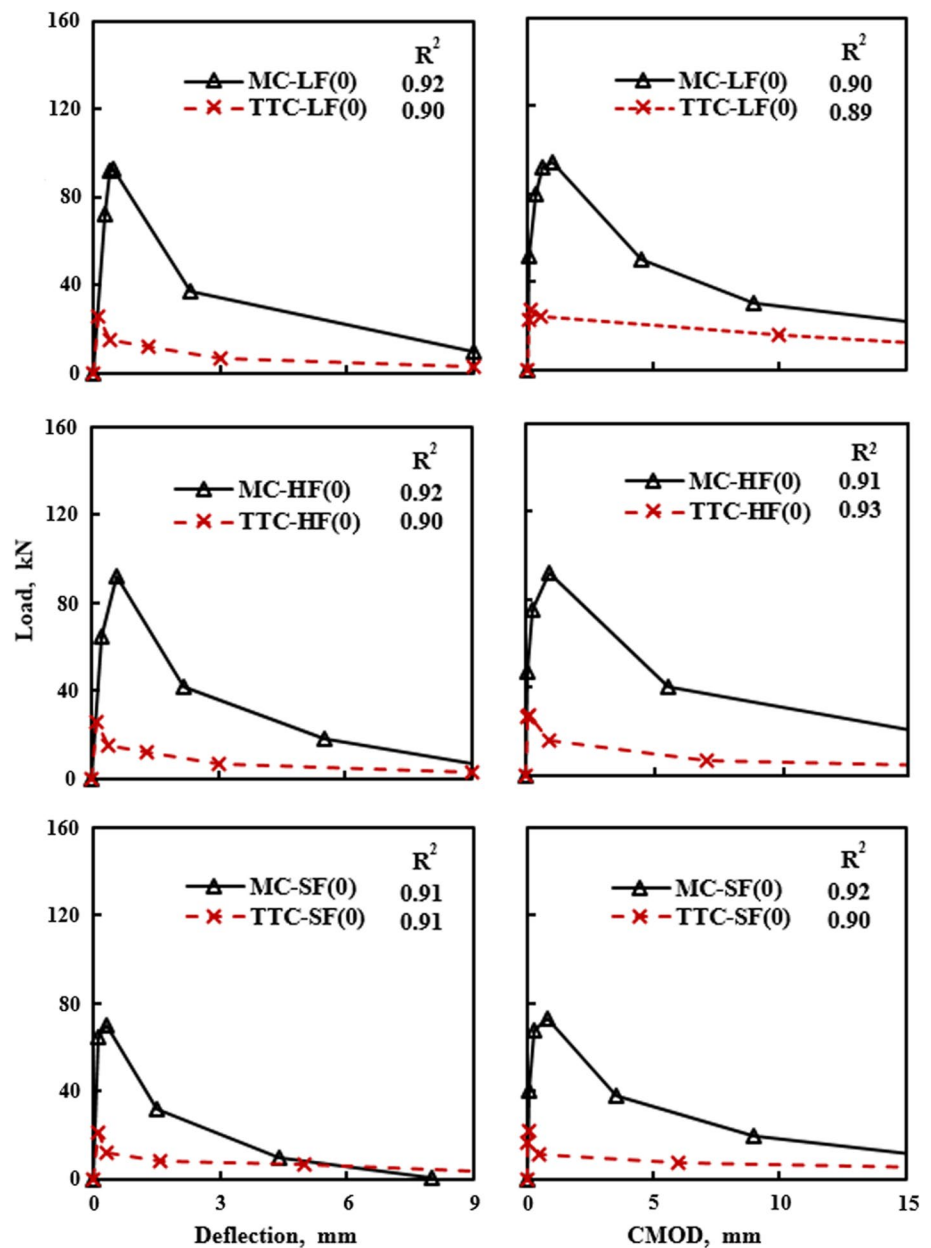 160
120
80
40
0
R²
MC-LF(0) 0.92
TTC-LF(0) 0.90
R²
MC-LF(0) 0.90
TTC-LF(0) 0.89
Load, kN
160
120
80
40
0
R²
MC-HF(0) 0.92
TTC-HF(0) 0.90
R²
MC-HF(0) 0.91
TTC-HF(0) 0.93
160
120
80
40
0
R²
MC-SF(0) 0.91
TTC-SF(0) 0.91
R²
MC-SF(0) 0.92
TTC-SF(0) 0.90
0 3 6 9
0 5 10 15
Deflection, mm
CMOD, mm